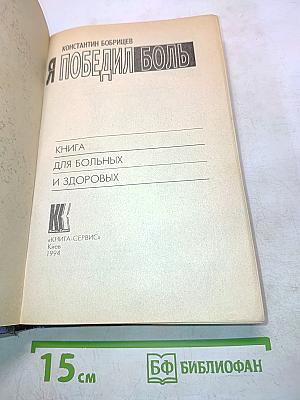 КОНСТАНТИН БОБРИЦЕВ
Я ПОБЕДИЛ БОЛЬ
КНИГА
ДЛЯ БОЛЬНЫХ
И ЗДОРОВЫХ
«КНИГА-СЕРВИС»
Киев
1994
15 см
БФ БИБЛИОФАН